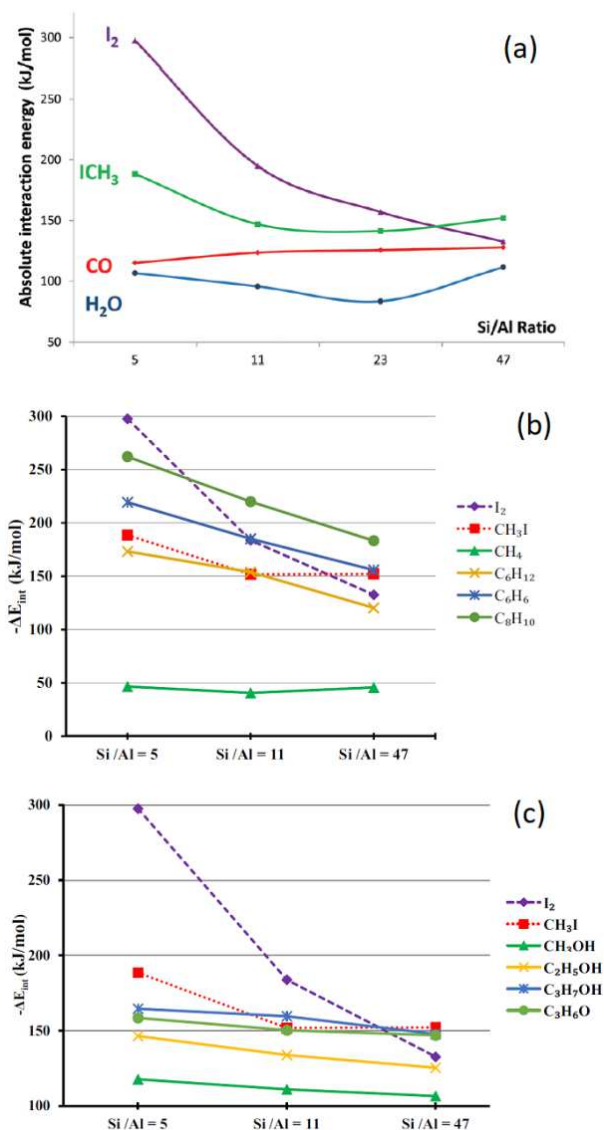 (a)
Absolute interaction energy (kJ/mol)
300
250
200
150
100
50
I₂
ICH₃
CO
H₂O
Si/Al Ratio
5 11 23 47
(b)
-ΔE_int (kJ/mol)
300
250
200
150
100
50
0
Si /Al = 5 Si /Al = 11 Si /Al = 47
I₂
CH₃I
CH₄
C₆H₁₂
C₆H₆
C₈H₁₀
(c)
-ΔE_int (kJ/mol)
300
250
200
150
100
Si /Al = 5 Si /Al = 11 Si /Al = 47
I₂
CH₃I
CH₃OH
C₂H₅OH
C₃H₇OH
C₃H₆O